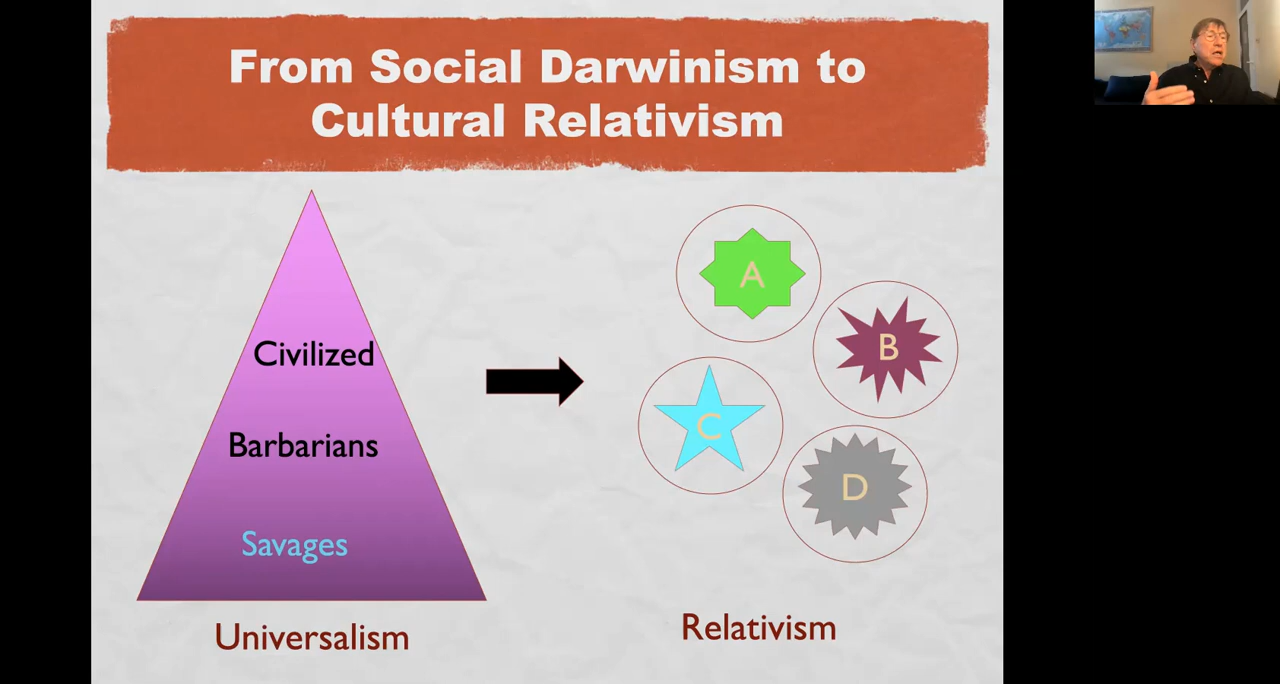 From Social Darwinism to
Cultural Relativism
Civilized
Barbarians
Savages
Universalism
A
B
C
D
Relativism